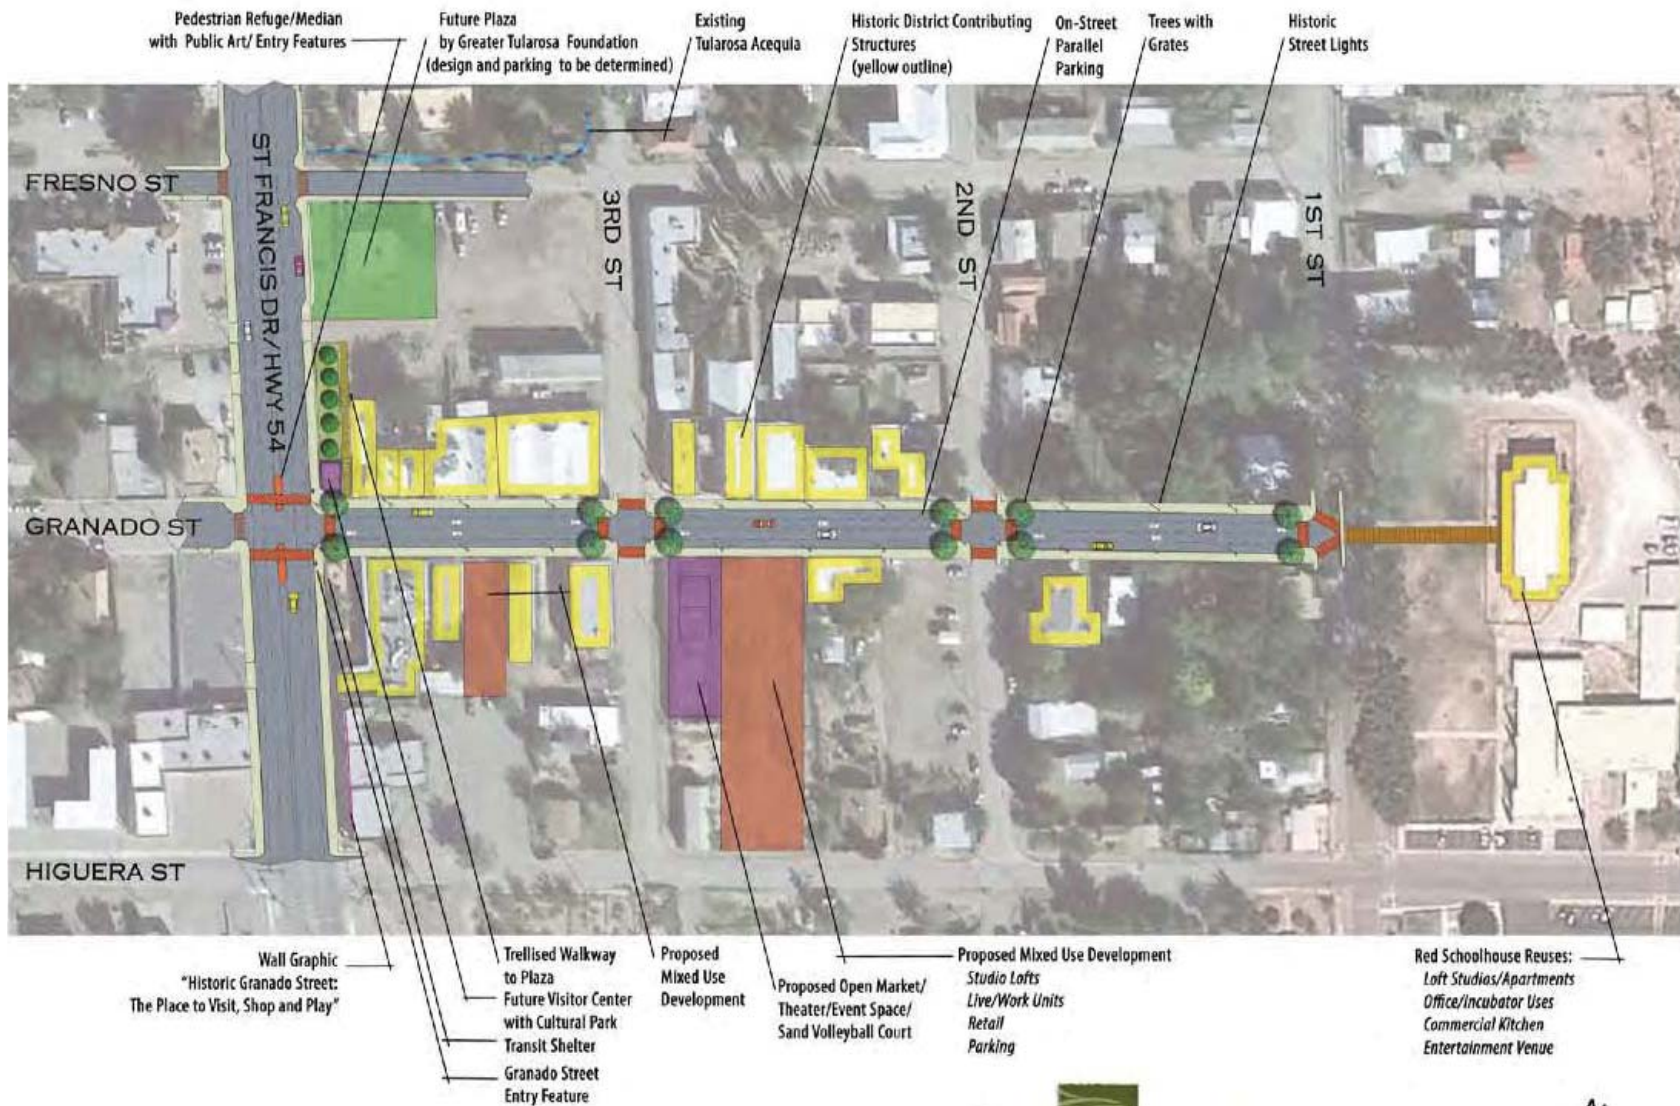 Pedestrian Refuge/Median
with Public Art/ Entry Features
Future Plaza
by Greater Tularosa Foundation
(design and parking to be determined)
Existing
Tularosa Acequia
Historic District Contributing
Structures
(yellow outline)
On-Street
Parallel
Parking
Trees with
Grates
Historic
Street Lights
FRESNO ST
ST FRANCIS DR/HWY 54
3RD ST
2ND ST
1ST ST
GRANADO ST
HIGUERA ST
Wall Graphic
"Historic Granado Street:
The Place to Visit, Shop and Play"
Trellised Walkway
to Plaza
Future Visitor Center
with Cultural Park
Transit Shelter
Granado Street
Entry Feature
Proposed
Mixed Use
Development
Proposed Open Market/
Theater/Event Space/
Sand Volleyball Court
Proposed Mixed Use Development
Studio Lofts
Live/Work Units
Retail
Parking
Red Schoolhouse Reuses:
Loft Studios/Apartments
Office/Incubator Uses
Commercial Kitchen
Entertainment Venue